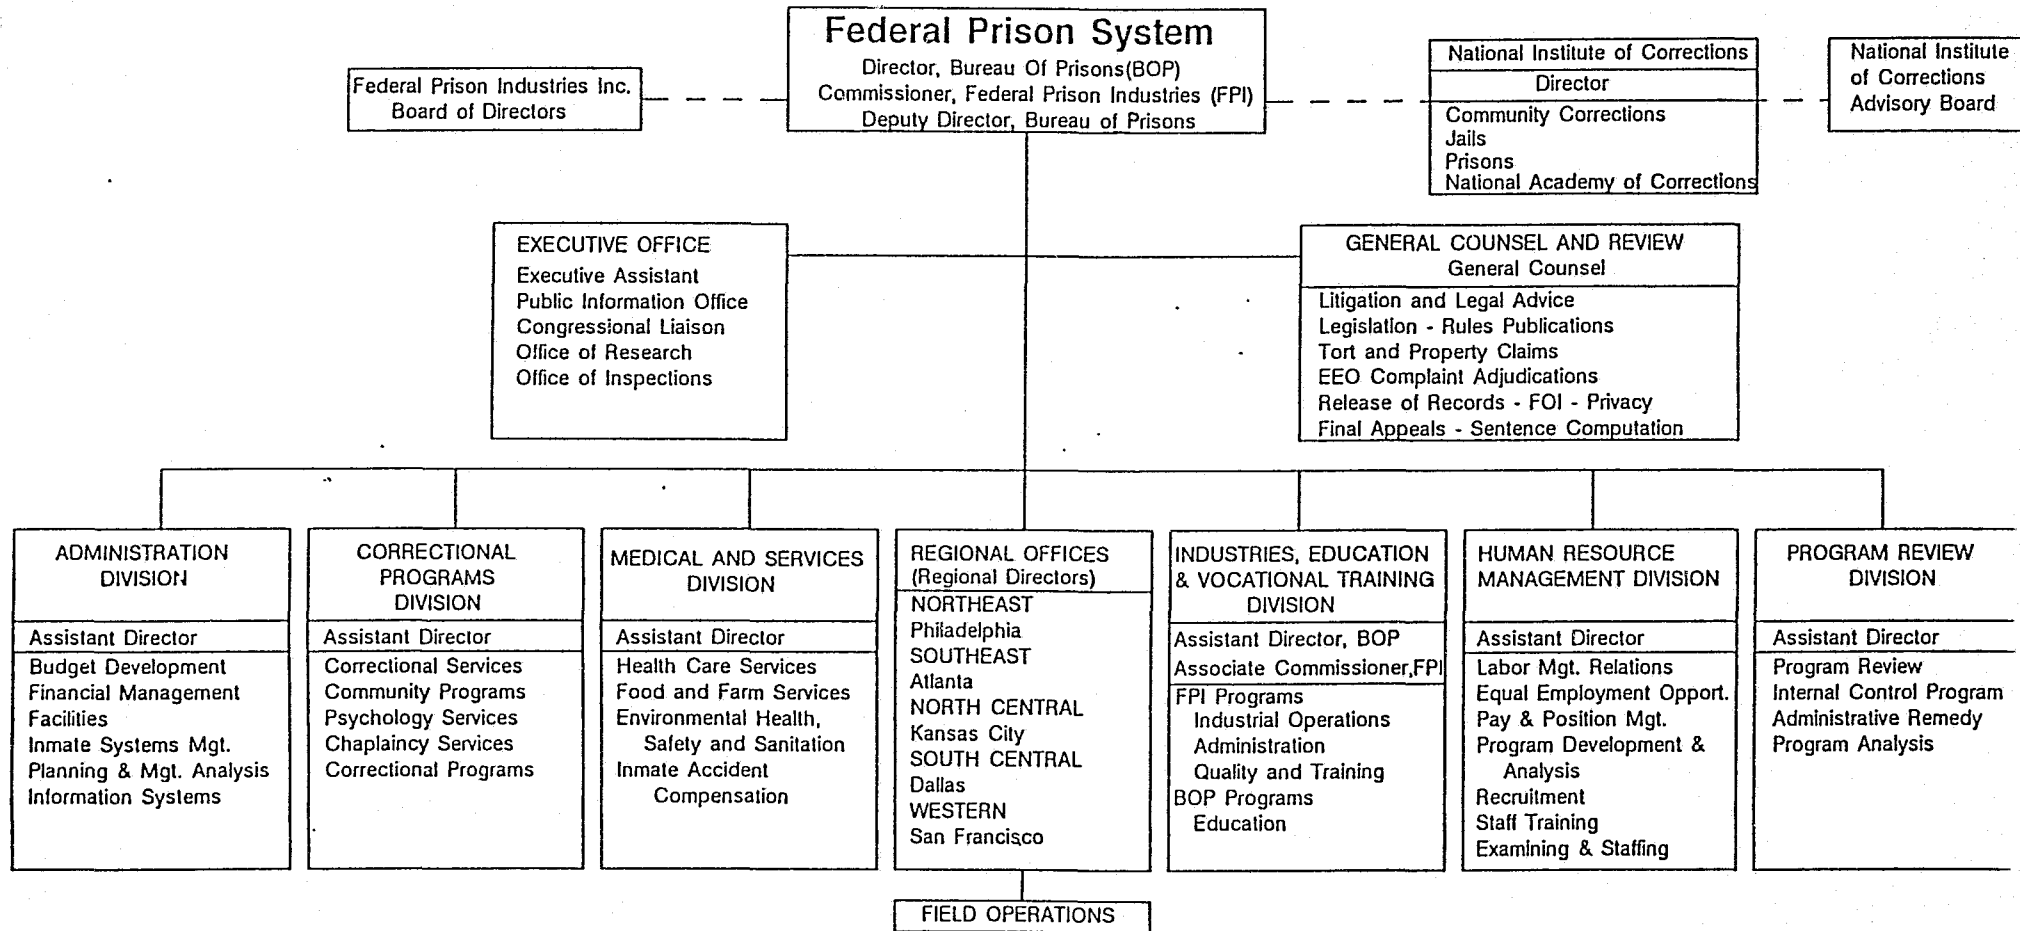 Federal Prison System
Director, Bureau Of Prisons(BOP)
Commissioner, Federal Prison Industries (FPI)
Deputy Director, Bureau of Prisons
Federal Prison Industries Inc.
Board of Directors
National Institute of Corrections
Director
Community Corrections
Jails
Prisons
National Academy of Corrections
National Institute
of Corrections
Advisory Board
EXECUTIVE OFFICE
Executive Assistant
Public Information Office
Congressional Liaison
Office of Research
Office of Inspections
GENERAL COUNSEL AND REVIEW
General Counsel
Litigation and Legal Advice
Legislation - Rules Publications
Tort and Property Claims
EEO Complaint Adjudications
Release of Records - FOI - Privacy
Final Appeals - Sentence Computation
ADMINISTRATION
DIVISION
Assistant Director
Budget Development
Financial Management
Facilities
Inmate Systems Mgt.
Planning & Mgt. Analysis
Information Systems
CORRECTIONAL
PROGRAMS
DIVISION
Assistant Director
Correctional Services
Community Programs
Psychology Services
Chaplaincy Services
Correctional Programs
MEDICAL AND SERVICES
DIVISION
Assistant Director
Health Care Services
Food and Farm Services
Environmental Health,
Safety and Sanitation
Inmate Accident
Compensation
REGIONAL OFFICES
(Regional Directors)
NORTHEAST
Philadelphia
SOUTHEAST
Atlanta
NORTH CENTRAL
Kansas City
SOUTH CENTRAL
Dallas
WESTERN
San Francisco
INDUSTRIES, EDUCATION
& VOCATIONAL TRAINING
DIVISION
Assistant Director, BOP
Associate Commissioner,FPI
FPI Programs
Industrial Operations
Administration
Quality and Training
BOP Programs
Education
HUMAN RESOURCE
MANAGEMENT DIVISION
Assistant Director
Labor Mgt. Relations
Equal Employment Opport.
Pay & Position Mgt.
Program Development &
Analysis
Recruitment
Staff Training
Examining & Staffing
PROGRAM REVIEW
DIVISION
Assistant Director
Program Review
Internal Control Program
Administrative Remedy
Program Analysis
FIELD OPERATIONS